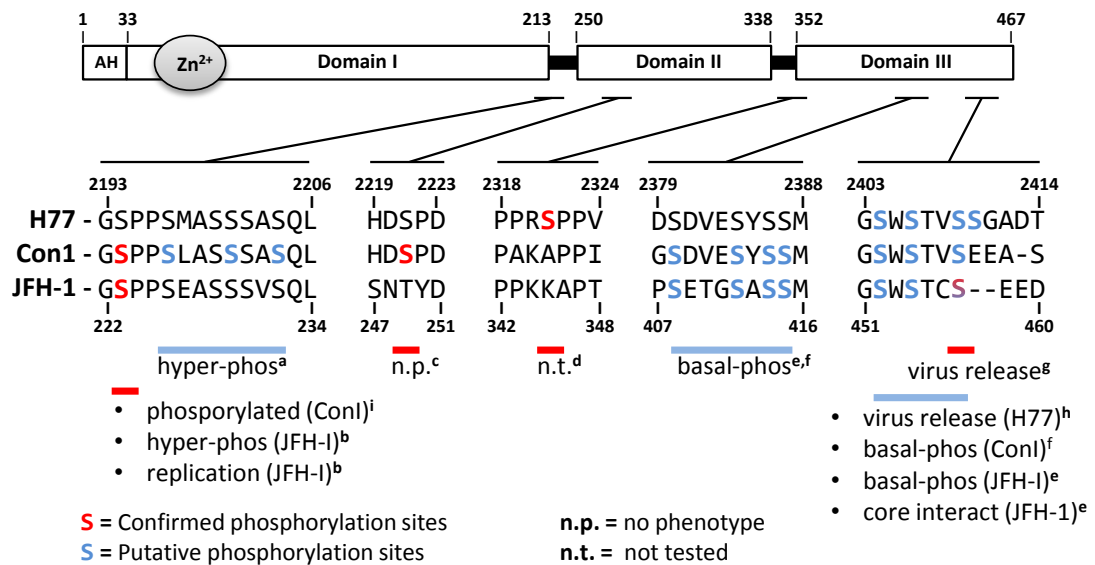 1 33 213 250 338 352 467
AH Zn2+ Domain I Domain II Domain III
2193 2206 2219 2223 2318 2324 2379 2388 2403 2414
H77 - GSPPSMASSSASQL HDSPD PPRSPPV DSDVESYSSM GSWSTVSSGADT
Con1 - GSPPSLASSSASQL HDSPD PAKAPPI GSDVESYSSM GSWSTVSEEA-S
JFH-1 - GSPPSEASSSVSQL SNTYD PPKKAPT PSETGSASSM GSWSTCS--EED
222 234 247 251 342 348 407 416 451 460
hyper-phosa n.p.c n.t.d basal-phose,f virus releaseg
• phosporylated (ConI)i
• hyper-phos (JFH-I)b
• replication (JFH-I)b
• virus release (H77)h
• basal-phos (ConI)f
• basal-phos (JFH-I)e
• core interact (JFH-1)e
S = Confirmed phosphorylation sites
S = Putative phosphorylation sites
n.p. = no phenotype
n.t. = not tested